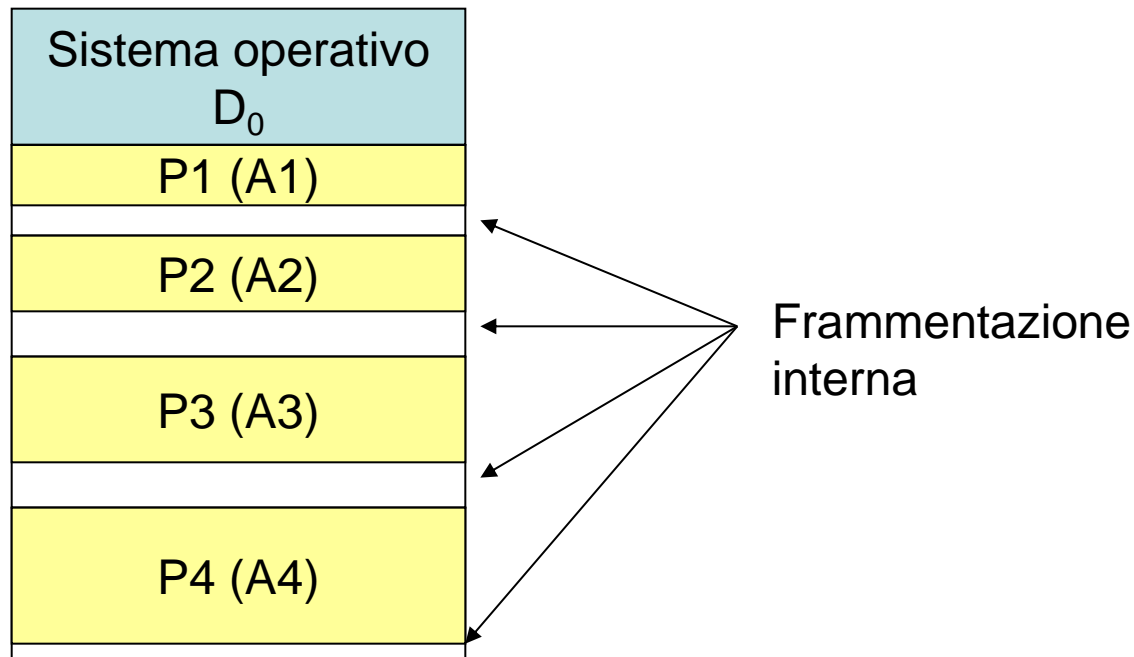 Sistema operativo
D₀
P1 (A1)
P2 (A2)
P3 (A3)
P4 (A4)
Frammentazione
interna